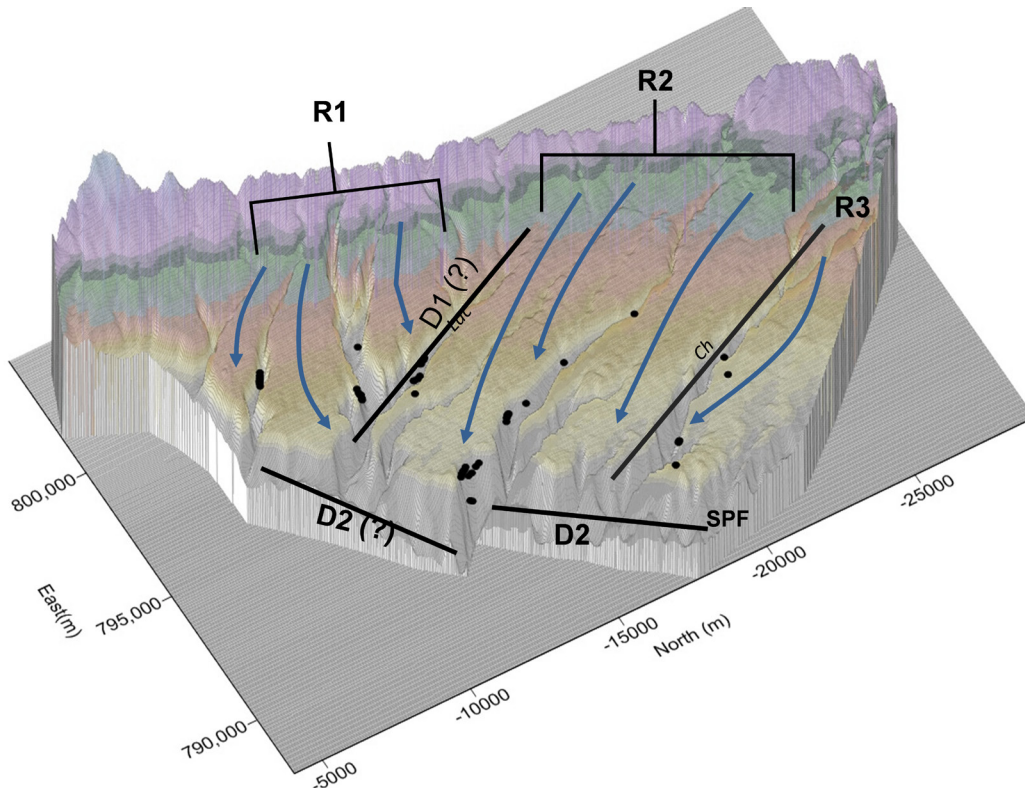 R2
R1
R3
D1 (?)
Luc
Ch
D2 (?)
D2
SPF
800,000
795,000
790,000
East(m)
-5000
-10000
-15000
-20000
-25000
North (m)